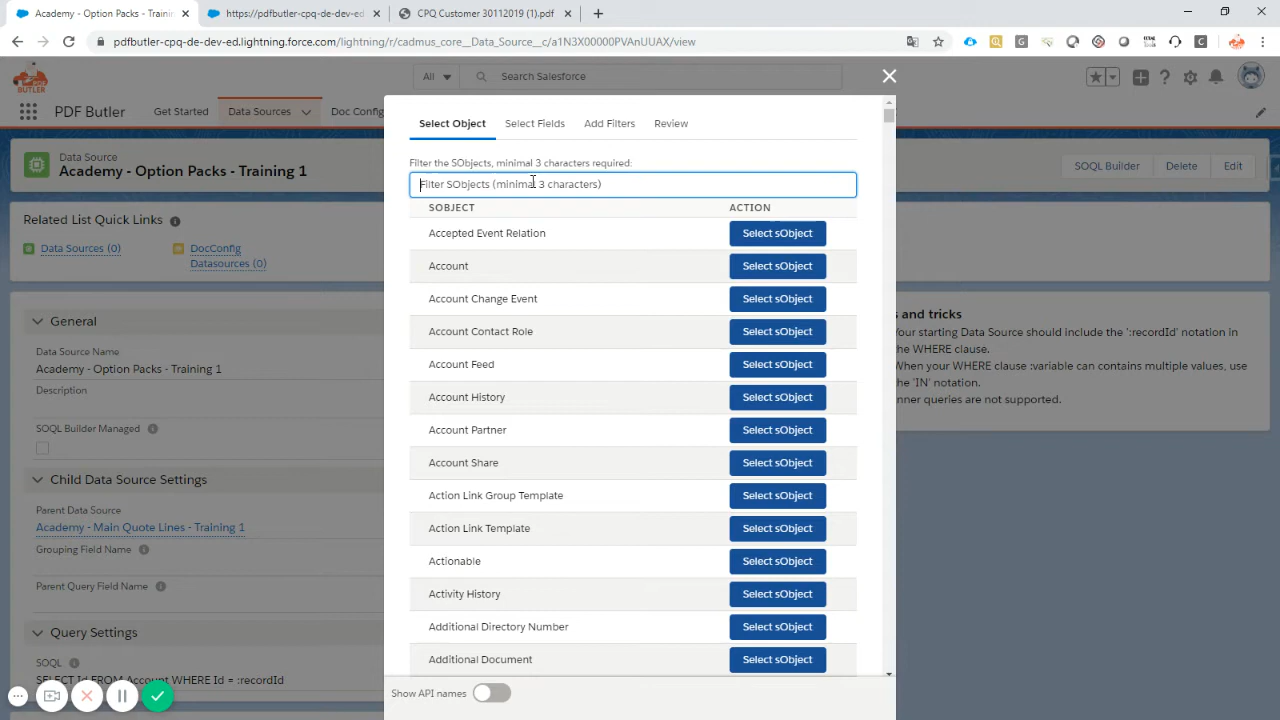 Academy - Option Packs - Trainin
https://pdfbutler-cpq-de-dev-ed
CPQ Customer 30112019 (1).pdf
pdfbutler-cpq-de-dev-ed.lightning.force.com/lightning/r/cadmus_core__Data_Source__c/a1N3X00000PVAnUUAX/view
BUTLER
All
Search Salesforce
PDF Butler
Get Started
Data Sources
Doc Config
Data Source
Academy - Option Packs - Training 1
SOQL Builder
Delete
Edit
Related List Quick Links
Data Sources (0)
DocConfig
Datasources (0)
General
Data Source Name
Academy - Option Packs - Training 1
Description
SOQL Builder Managed
Child Data Source Settings
Parent Data Source
Academy - Main Quote Lines - Training 1
Grouping Field Name
Parent Query Field Name
Query Settings
SOQL
SELECT Id FROM Account WHERE Id = :recordId
Select Object
Select Fields
Add Filters
Review
Filter the SObjects, minimal 3 characters required:
Filter SObjects (minimal 3 characters)
SOBJECT ACTION
Accepted Event Relation Select sObject
Account Select sObject
Account Change Event Select sObject
Account Contact Role Select sObject
Account Feed Select sObject
Account History Select sObject
Account Partner Select sObject
Account Share Select sObject
Action Link Group Template Select sObject
Action Link Template Select sObject
Actionable Select sObject
Activity History Select sObject
Additional Directory Number Select sObject
Additional Document Select sObject
Show API names
s and tricks
Your starting Data Source should include the ':recordId' notation in
the WHERE clause.
When your WHERE clause :variable can contains multiple values, use
the 'IN' notation.
nner queries are not supported.